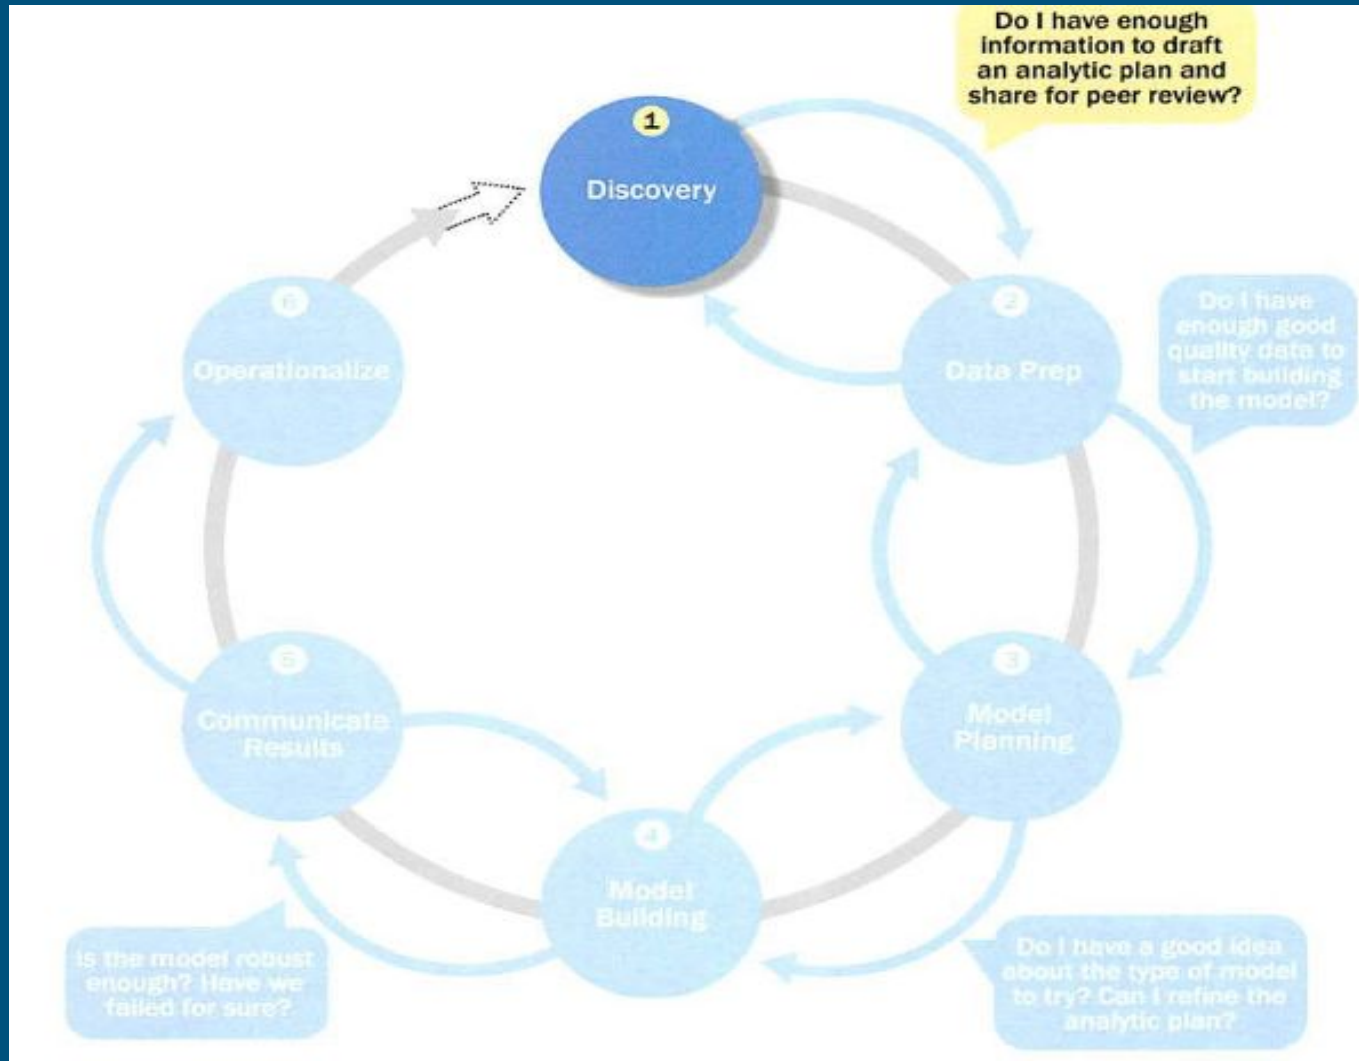 Do I have enough
information to draft
an analytic plan and
share for peer review?
1
Discovery
2
Data Prep
Do I have
enough good
quality data to
start building
the model?
3
Model
Planning
Do I have a good idea
about the type of model
to try? Can I refine the
analytic plan?
4
Model
Building
Is the model robust
enough? Have we
failed for sure?
5
Communicate
Results
6
Operationalize